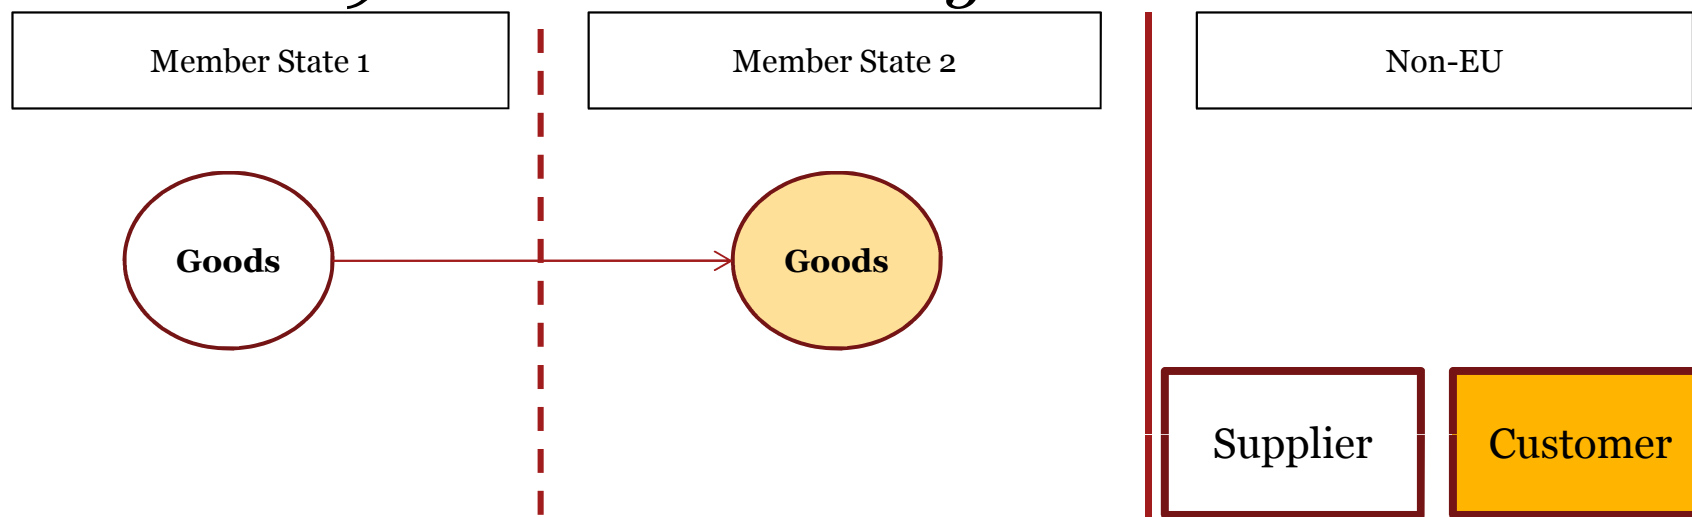 Member State 1
Member State 2
Non-EU
Goods
Goods
Supplier
Customer